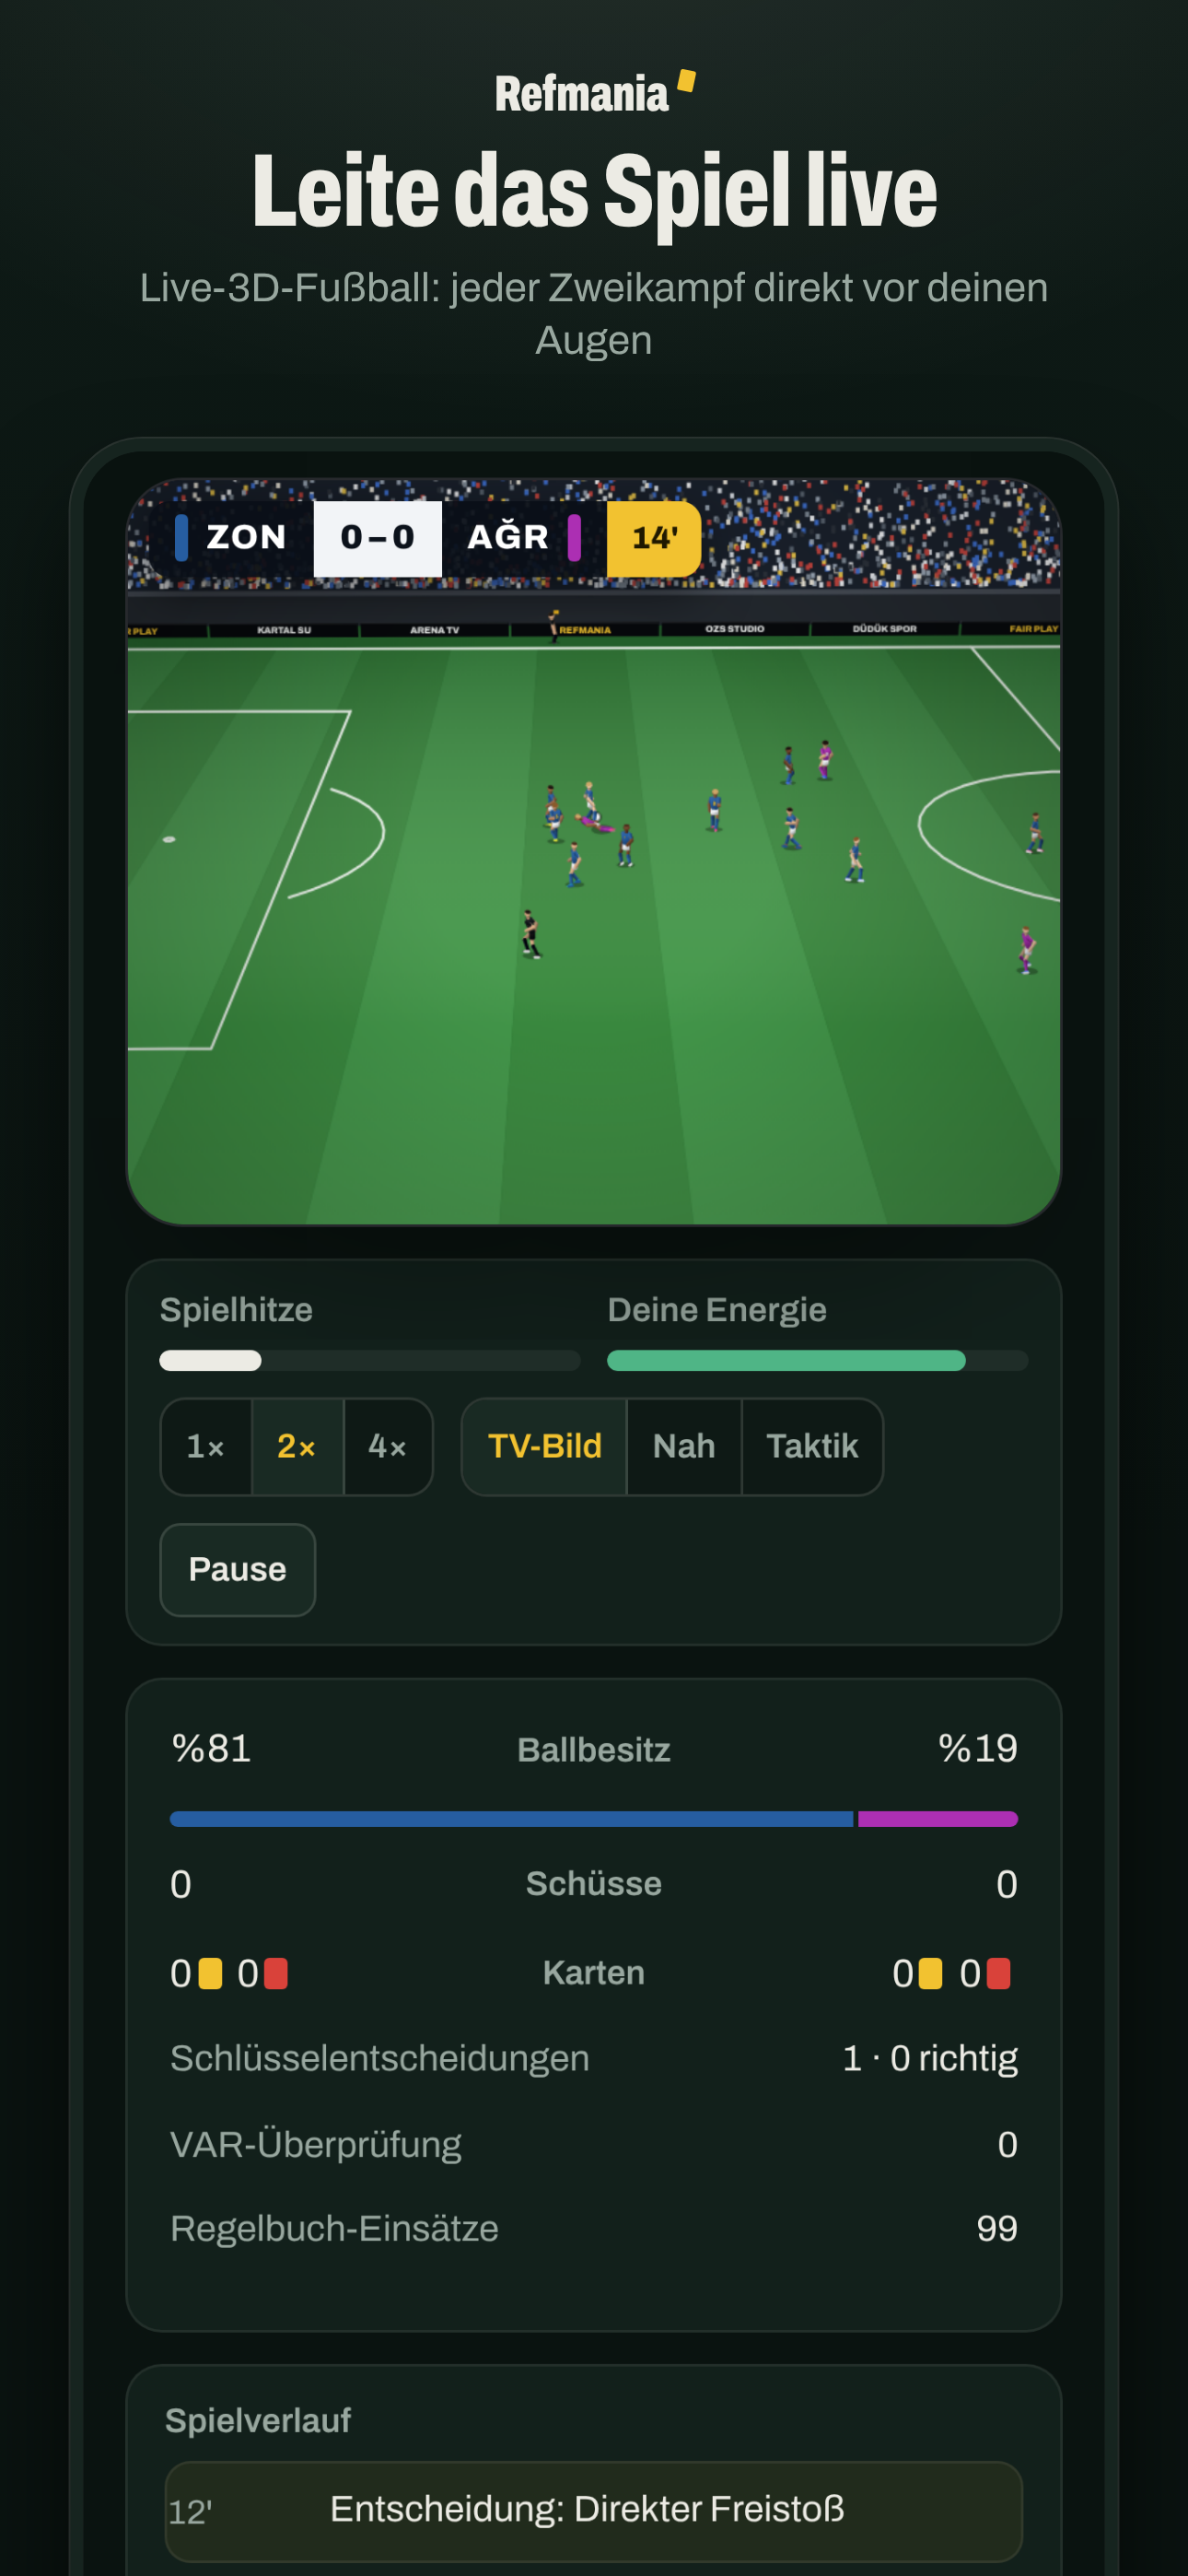 Refmania
Leite das Spiel live
Live-3D-Fußball: jeder Zweikampf direkt vor deinen
Augen
ZON 0–0 AĞR 14'
R PLAY KARTAL SU ARENA TV REFMANIA OZS STUDIO DÜDÜK SPOR FAIR PLAY
Spielhitze Deine Energie
1× 2× 4× TV-Bild Nah Taktik
Pause
%81 Ballbesitz %19
0 Schüsse 0
0 0 Karten 0 0
Schlüsselentscheidungen 1 · 0 richtig
VAR-Überprüfung 0
Regelbuch-Einsätze 99
Spielverlauf
12' Entscheidung: Direkter Freistoß